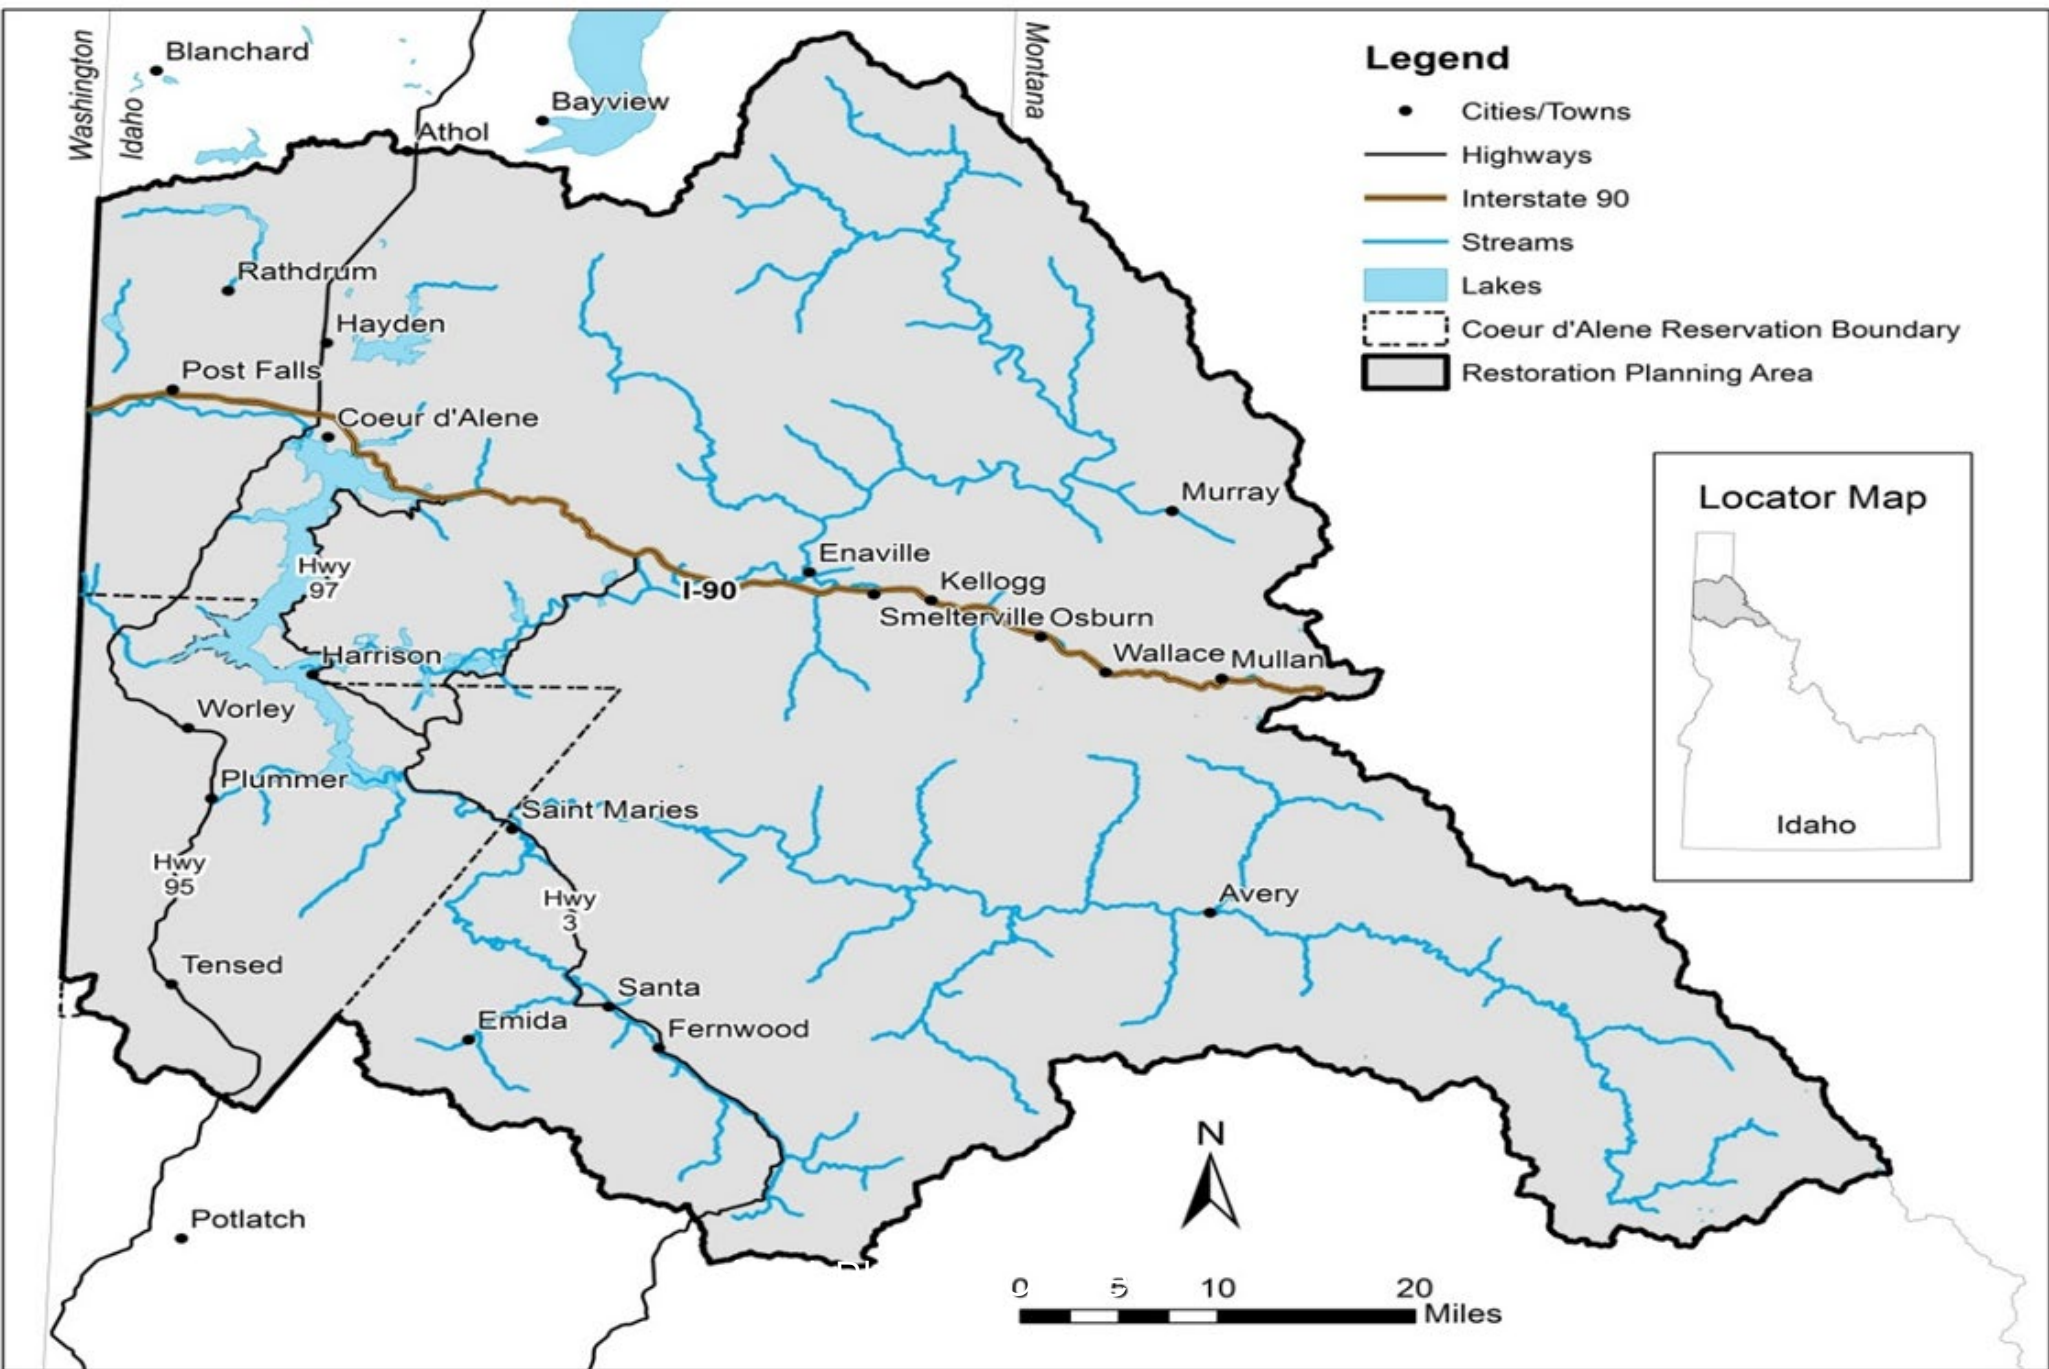 Washington
Idaho
Montana
Blanchard
Bayview
Athol
Rathdrum
Hayden
Post Falls
Coeur d'Alene
Murray
Hwy
97
Enaville
I-90
Kellogg
Smelterville
Osburn
Wallace
Mullan
Harrison
Worley
Plummer
Saint Maries
Hwy
95
Hwy
3
Avery
Tensed
Santa
Emida
Fernwood
Potlatch
Legend
Cities/Towns
Highways
Interstate 90
Streams
Lakes
Coeur d'Alene Reservation Boundary
Restoration Planning Area
Locator Map
Idaho
N
0 5 10 20
Miles